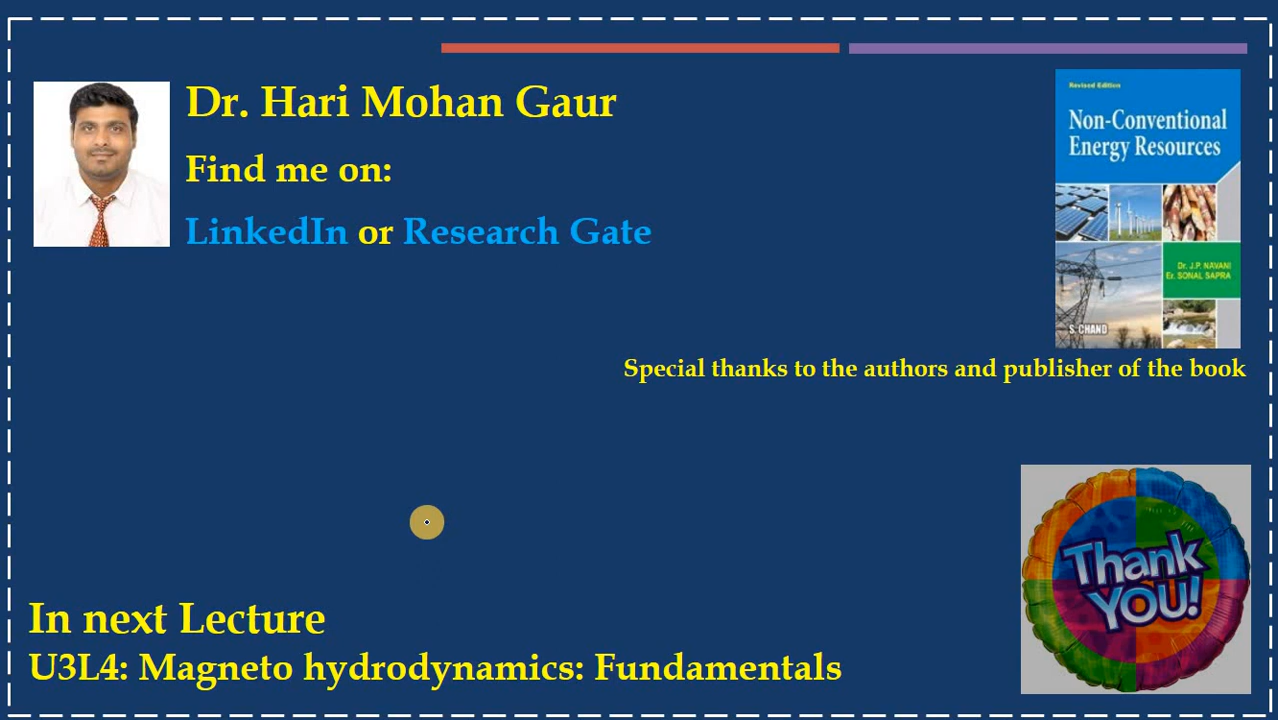 Dr. Hari Mohan Gaur
Find me on:
LinkedIn or Research Gate
Revised Edition
Non-Conventional
Energy Resources
Dr. J.P. NAVANI
Er. SONAL SAPRA
S. CHAND
Special thanks to the authors and publisher of the book
Thank
YOU!
In next Lecture
U3L4: Magneto hydrodynamics: Fundamentals